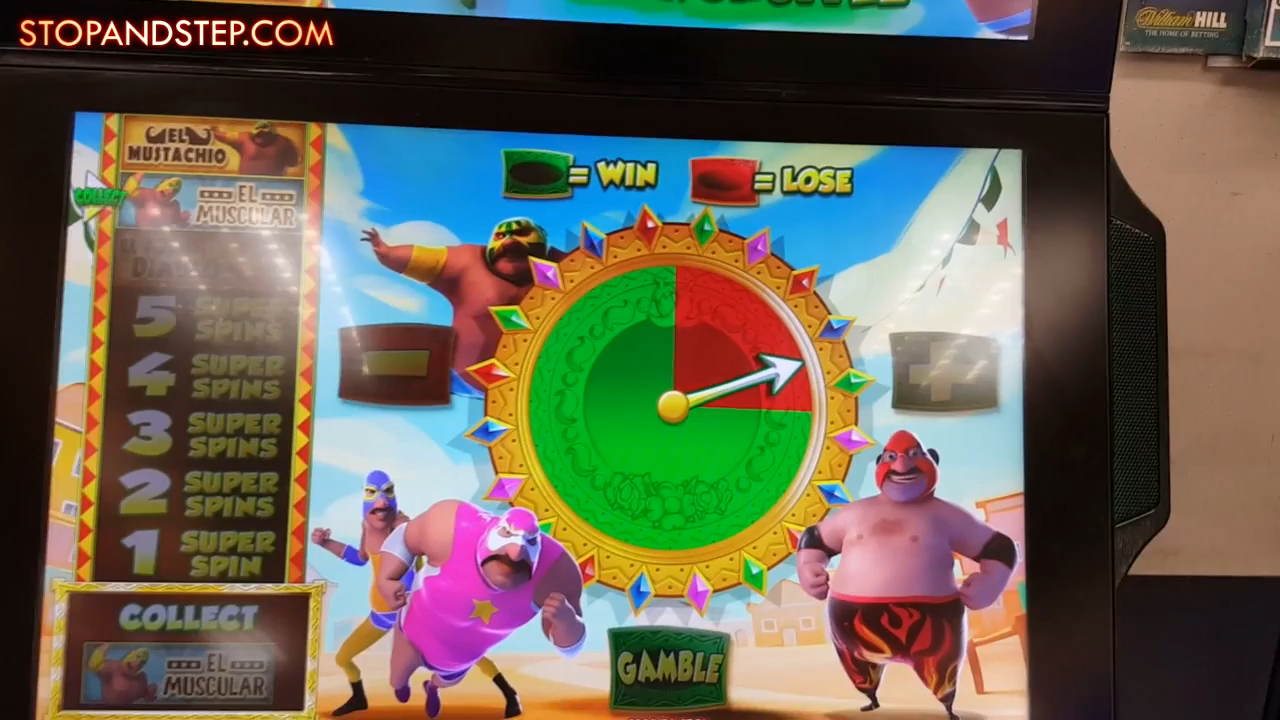 STOPANDSTEP.COM
William HILL
THE HOME OF BETTING
EL
MUSTACHIO
COLLECT
EL
MUSCULAR
= WIN
= LOSE
5 SUPER
SPINS
4 SUPER
SPINS
3 SUPER
SPINS
2 SUPER
SPINS
1 SUPER
SPIN
COLLECT
EL
MUSCULAR
GAMBLE